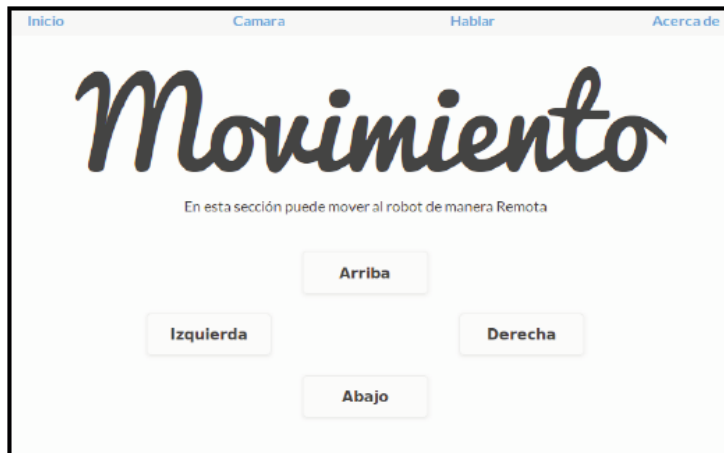 Inicio Camara Hablar Acerca de
Movimiento
En esta sección puede mover al robot de manera Remota
Arriba
Izquierda Derecha
Abajo